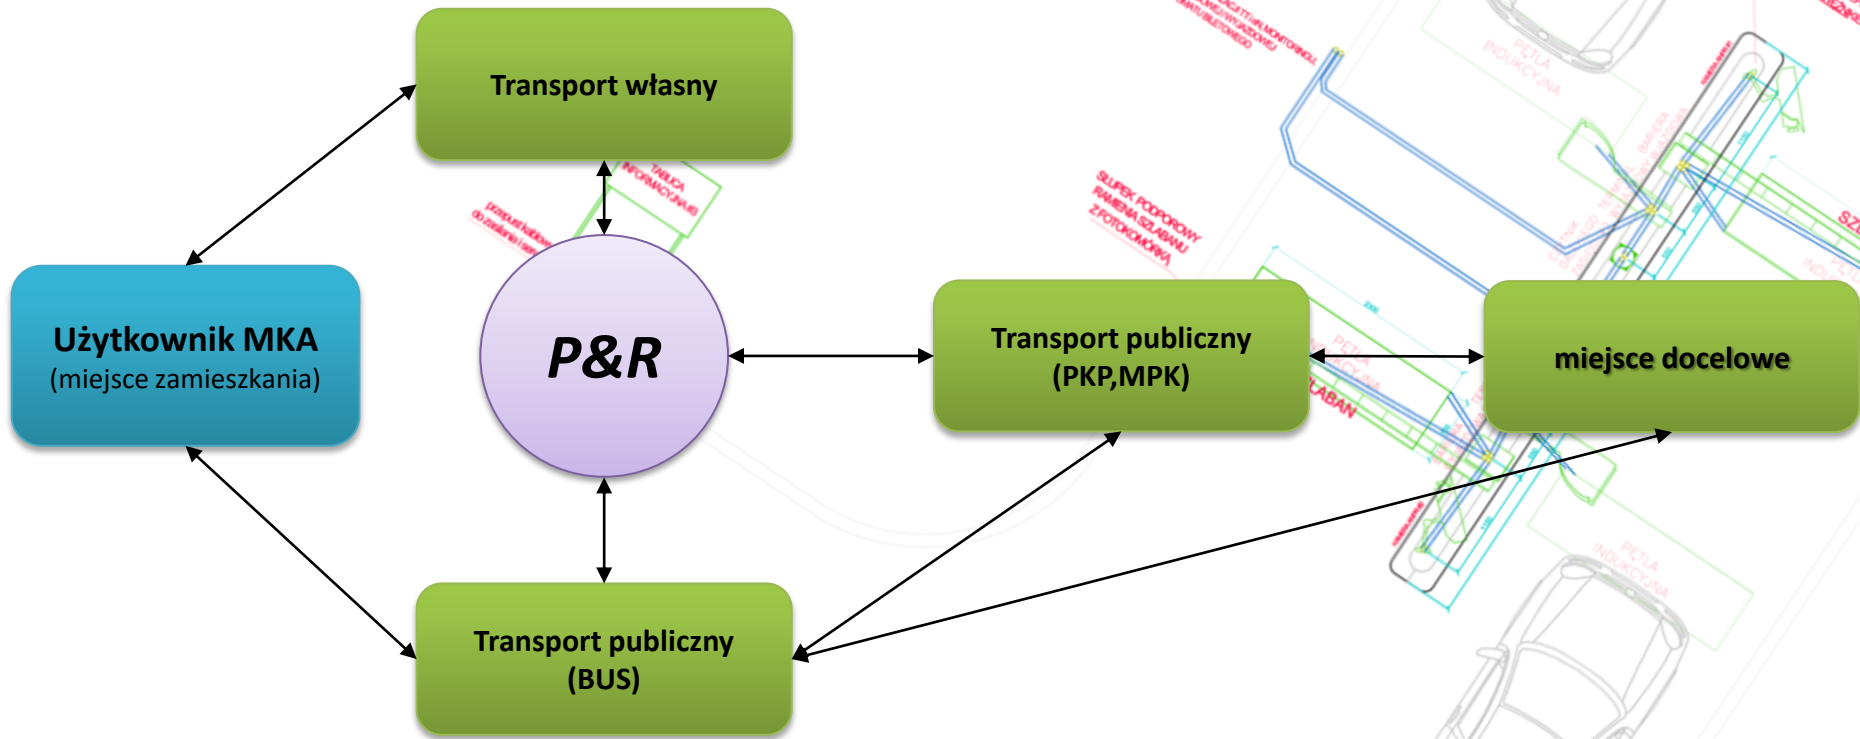 Transport własny
TABLICA
INFORMACYJNA
SŁUPEK PODPOROWY
RAMIENIA SZLABANU
Z FOTOKOMÓRKĄ
PĘTLA
INDUKCYJNA
Użytkownik MKA
(miejsce zamieszkania)
P&R
Transport publiczny
(PKP,MPK)
miejsce docelowe
Transport publiczny
(BUS)
PĘTLA
INDUKCYJNA